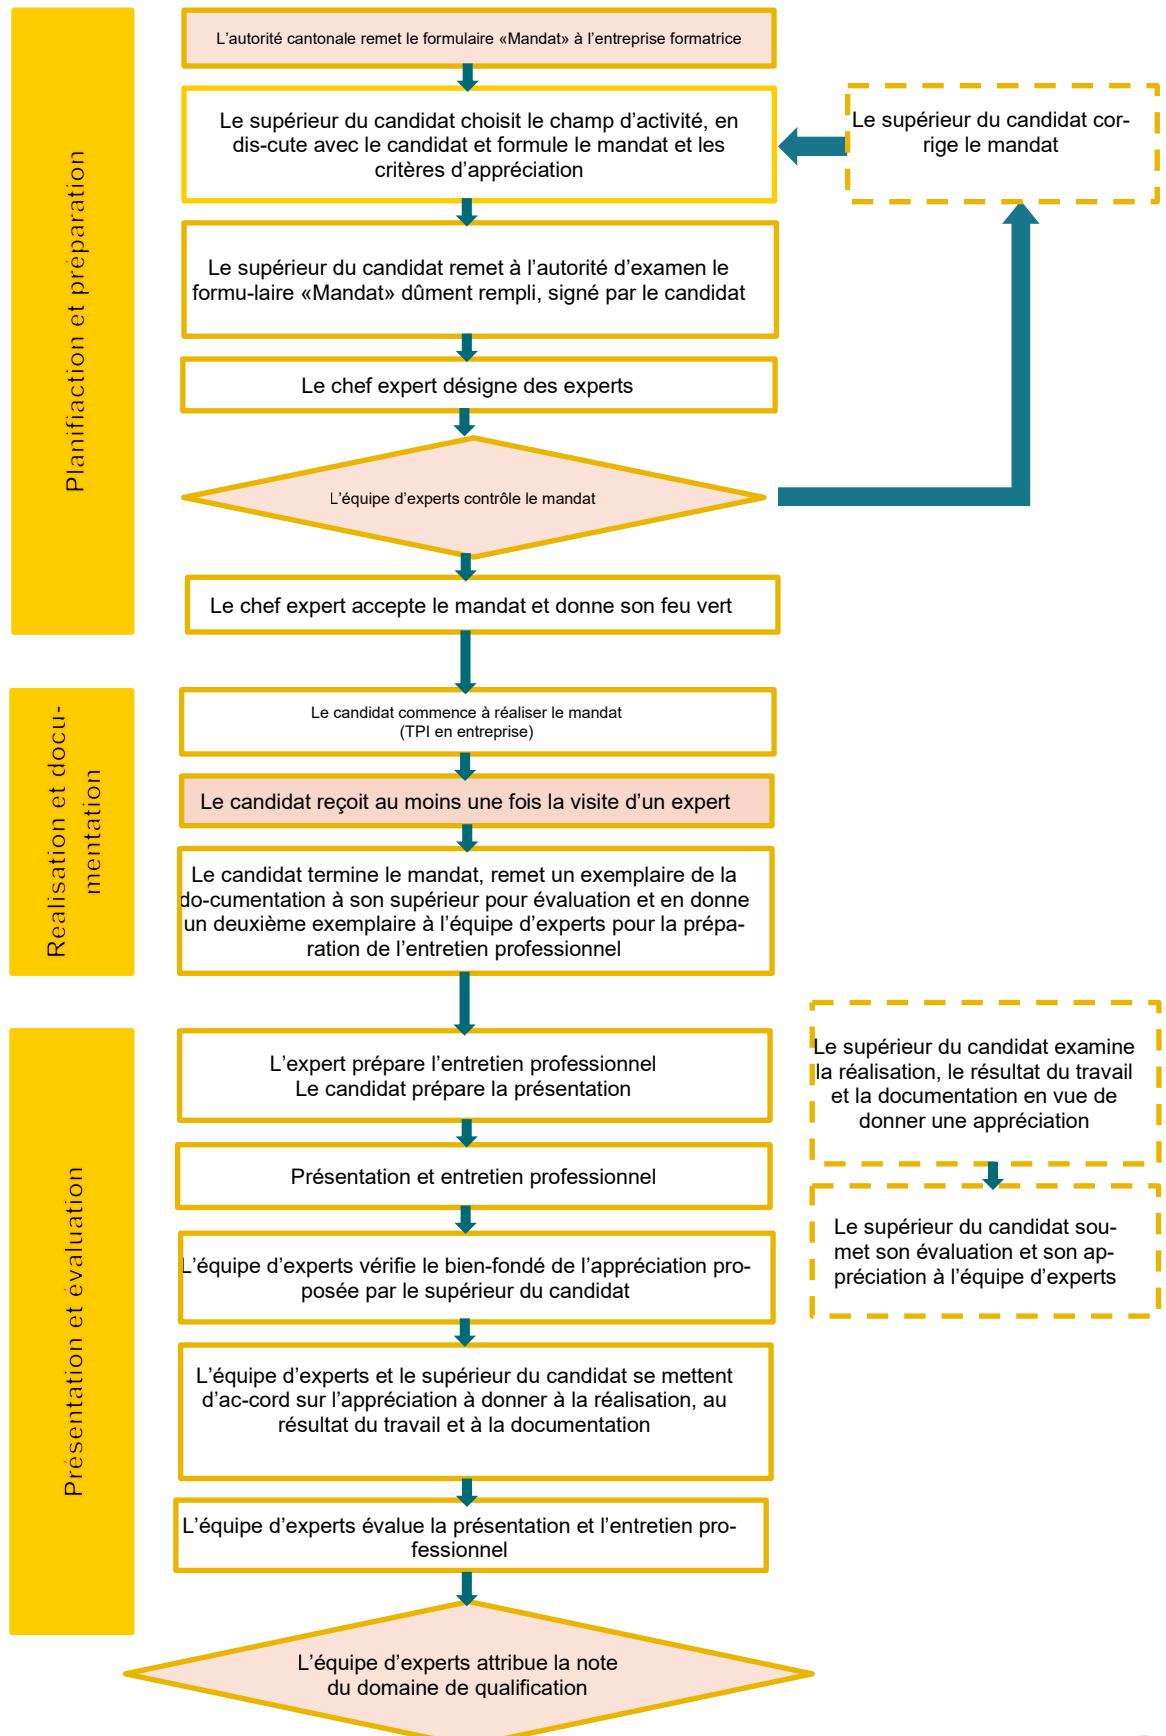 Planifiaction et préparation
L'autorité cantonale remet le formulaire «Mandat» à l'entreprise formatrice
Le supérieur du candidat choisit le champ d'activité, en
dis-cute avec le candidat et formule le mandat et les
critères d'appréciation
Le supérieur du candidat cor-
rige le mandat
Le supérieur du candidat remet à l'autorité d'examen le
formu-laire «Mandat» dûment rempli, signé par le candidat
Le chef expert désigne des experts
L'équipe d'experts contrôle le mandat
Le chef expert accepte le mandat et donne son feu vert
Realisation et docu-
mentation
Le candidat commence à réaliser le mandat
(TPI en entreprise)
Le candidat reçoit au moins une fois la visite d'un expert
Le candidat termine le mandat, remet un exemplaire de la
do-cumentation à son supérieur pour évaluation et en donne
un deuxième exemplaire à l'équipe d'experts pour la prépa-
ration de l'entretien professionnel
Présentation et évaluation
L'expert prépare l'entretien professionnel
Le candidat prépare la présentation
Le supérieur du candidat examine
la réalisation, le résultat du travail
et la documentation en vue de
donner une appréciation
Présentation et entretien professionnel
Le supérieur du candidat sou-
met son évaluation et son ap-
préciation à l'équipe d'experts
L'équipe d'experts vérifie le bien-fondé de l'appréciation pro-
posée par le supérieur du candidat
L'équipe d'experts et le supérieur du candidat se mettent
d'ac-cord sur l'appréciation à donner à la réalisation, au
résultat du travail et à la documentation
L'équipe d'experts évalue la présentation et l'entretien pro-
fessionnel
L'équipe d'experts attribue la note
du domaine de qualification